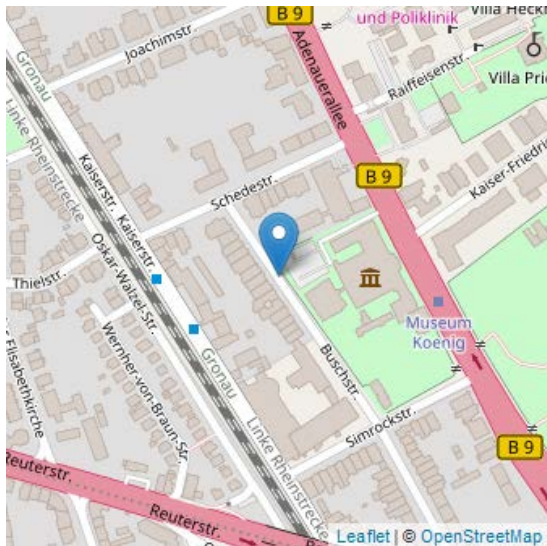 B 9
und Poliklinik
Villa Heckm
Joachimstr.
Adenauerallee
Raiffeisenstr.
Villa Prie
Gronau
Linke Rheinstrecke
Kaiserstr.
B 9
Schedestr.
Kaiser-Friedri
Kaiserstr.
Oskar-Walzel-Str.
Thielstr.
Museum
Koenig
Wernher-von-Braun-Str.
Gronau
Buschstr.
Elisabethkirche
Linke Rheinstrecke
Simrockstr.
B 9
Reuterstr.
Reuterstr.
Leaflet | © OpenStreetMap